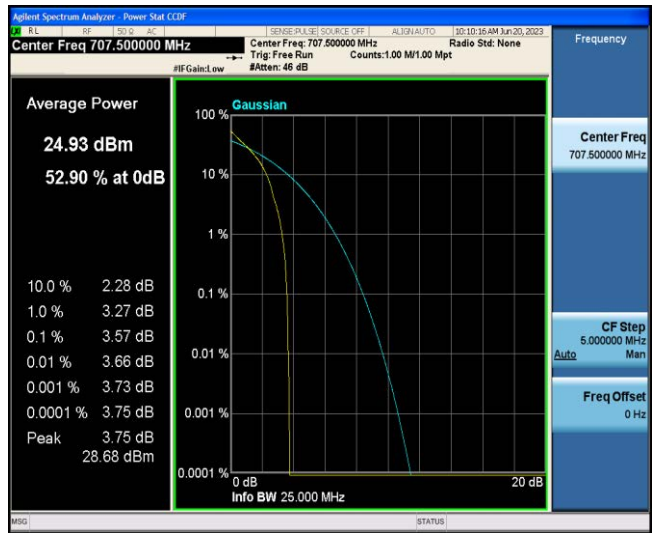 Agilent Spectrum Analyzer - Power Stat CCDF
RL RF 50 Ω AC SENSE:PULSE SOURCE OFF ALIGNAUTO 10:10:16 AM Jun 20, 2023
Center Freq 707.500000 MHz
Center Freq: 707.500000 MHz Radio Std: None
Trig: Free Run Counts:1.00 M/1.00 Mpt
#IFGain:Low #Atten: 46 dB
Frequency
Average Power
24.93 dBm
52.90 % at 0dB
10.0 % 2.28 dB
1.0 % 3.27 dB
0.1 % 3.57 dB
0.01 % 3.66 dB
0.001 % 3.73 dB
0.0001 % 3.75 dB
Peak 3.75 dB
28.68 dBm
Gaussian
100 %
10 %
1 %
0.1 %
0.01 %
0.001 %
0.0001 %
0 dB 20 dB
Info BW 25.000 MHz
Center Freq
707.500000 MHz
CF Step
5.000000 MHz
Auto Man
Freq Offset
0 Hz
MSG STATUS